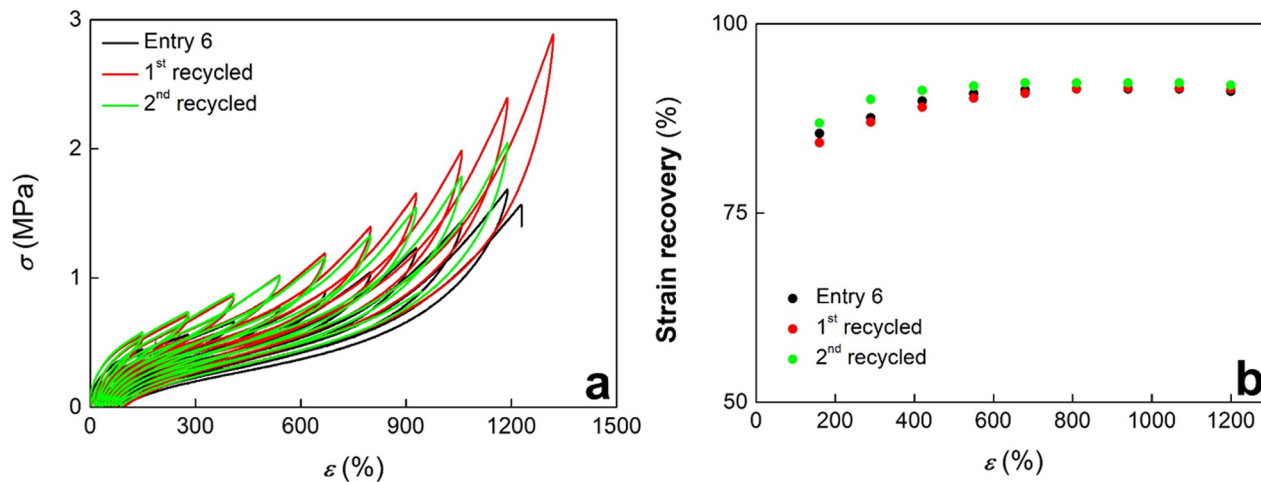 3
2
1
0
σ (MPa)
Entry 6
1st recycled
2nd recycled
a
0 300 600 900 1200 1500
ε (%)
100
75
50
Strain recovery (%)
Entry 6
1st recycled
2nd recycled
b
0 200 400 600 800 1000 1200
ε (%)